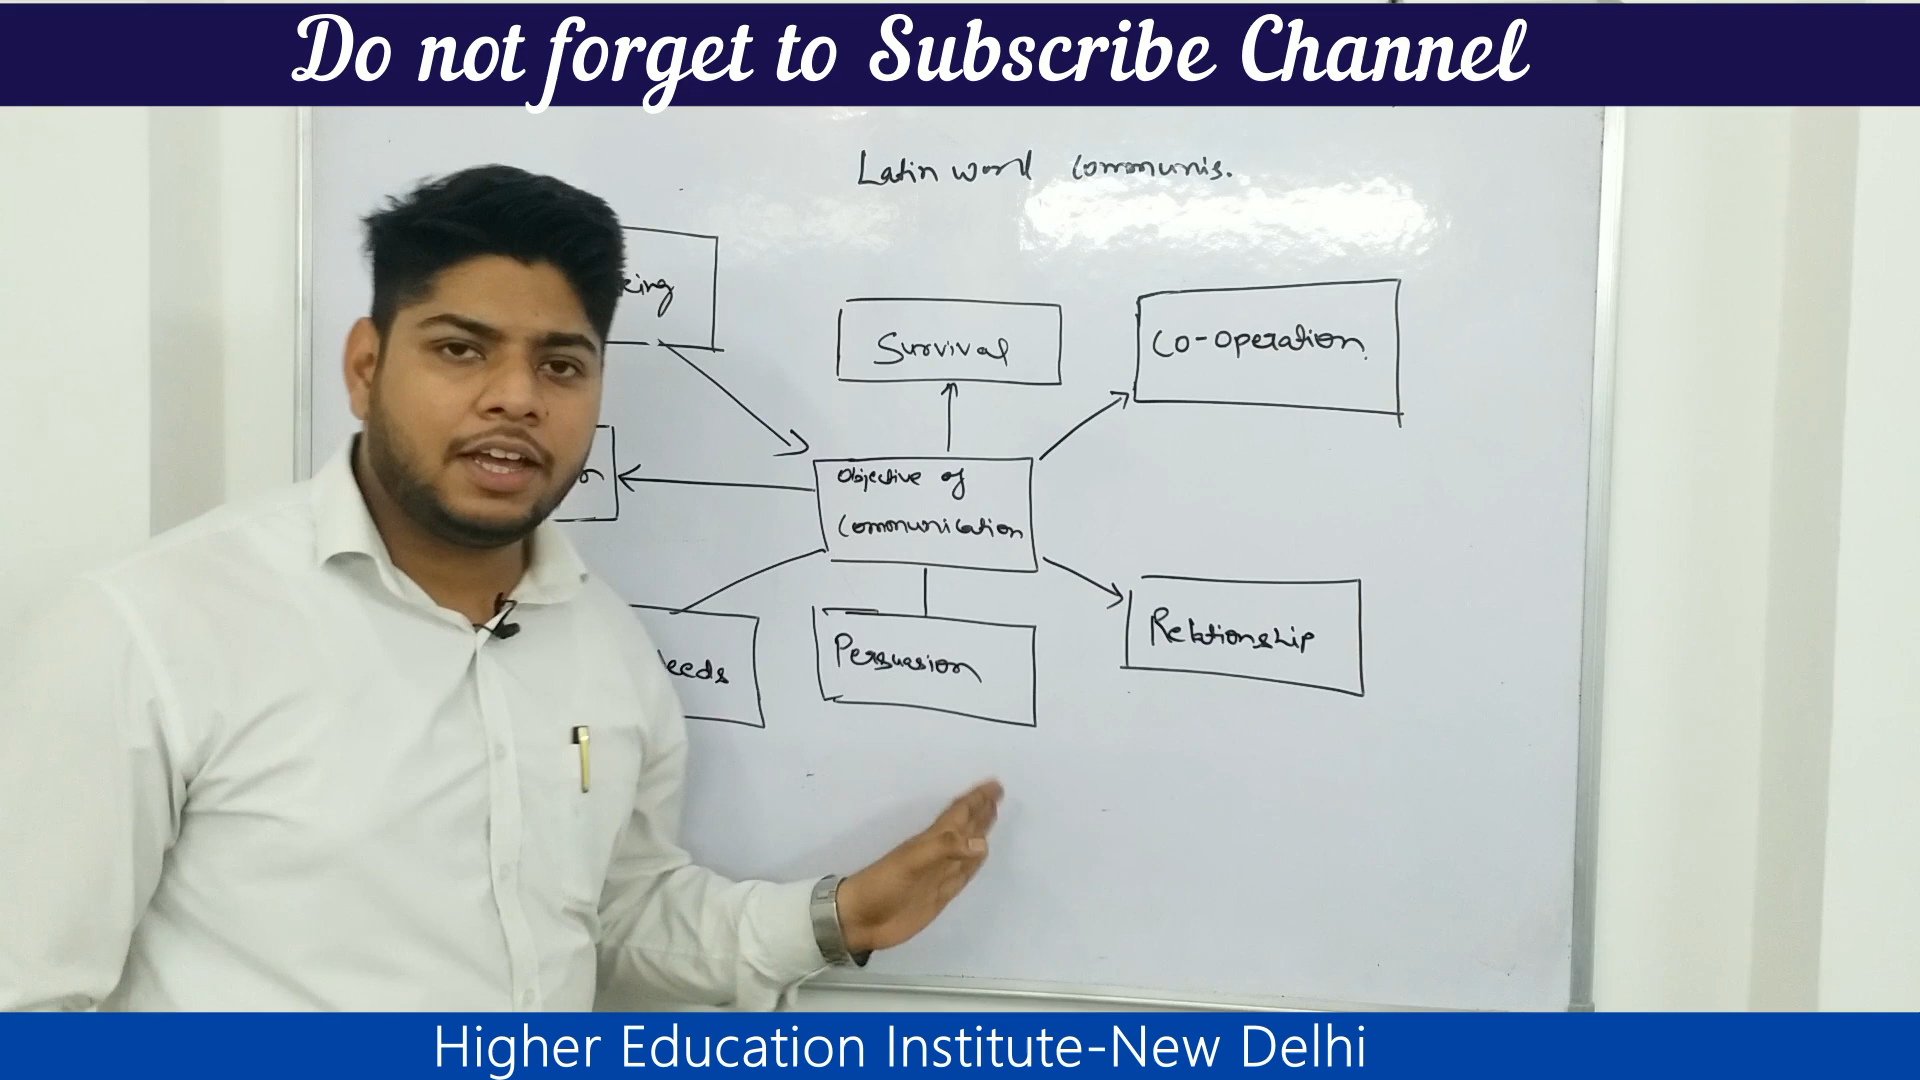 Do not forget to Subscribe Channel
Latin word Communis.
Survival
Co-operation
Objective of
Communication
Persuasion
Relationship
Higher Education Institute-New Delhi